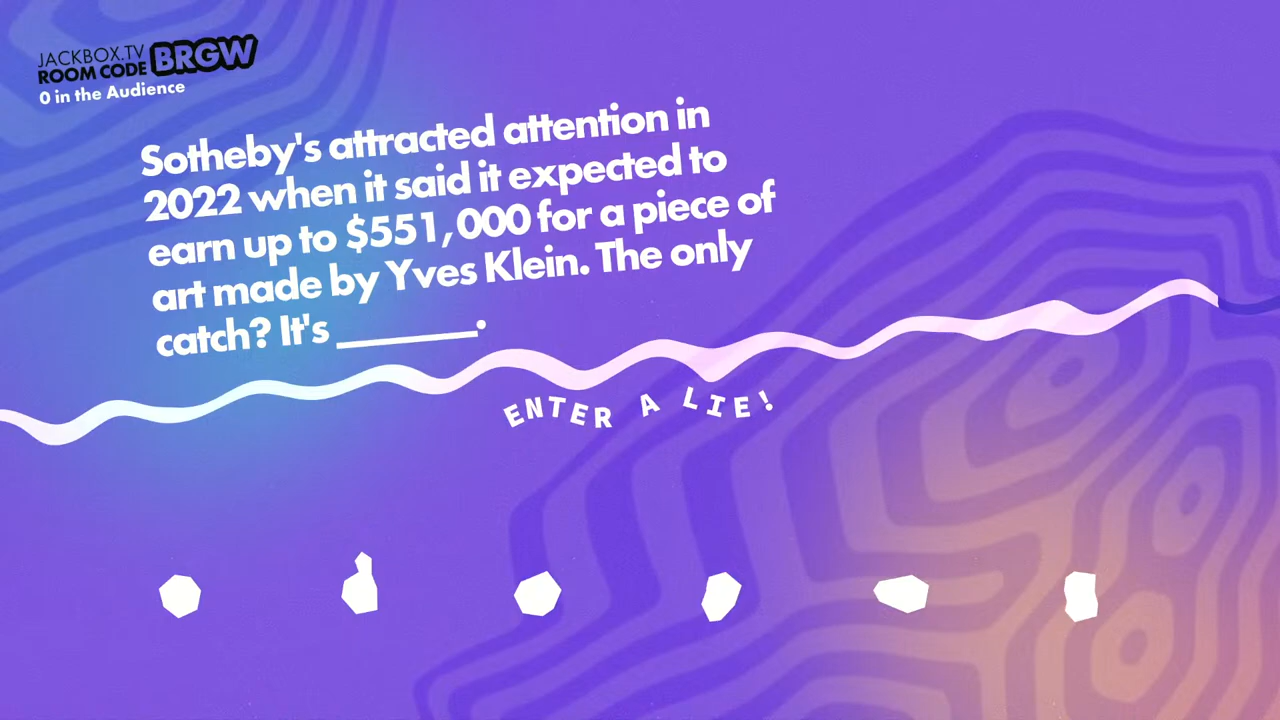 JACKBOX.TV
ROOM CODE BRGW
0 in the Audience
Sotheby's attracted attention in
2022 when it said it expected to
earn up to $551,000 for a piece of
art made by Yves Klein. The only
catch? It's ______.
ENTER A LIE!